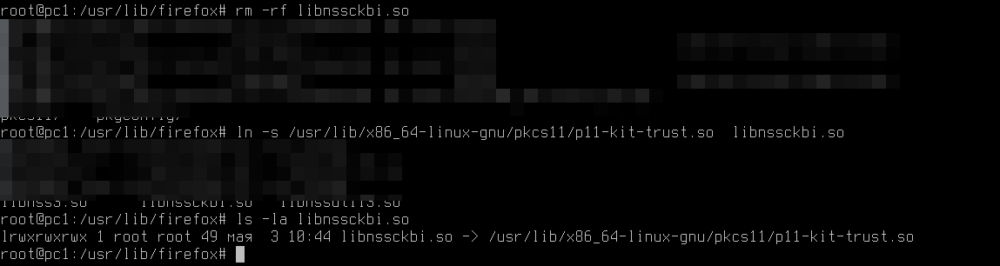 root@pc1:/usr/lib/firefox# rm -rf libnssckbi.so
pkcs11/ pkgconfig/
root@pc1:/usr/lib/firefox# ln -s /usr/lib/x86_64-linux-gnu/pkcs11/p11-kit-trust.so libnssckbi.so
libnss3.so libnssckbi.so libnssutil3.so
root@pc1:/usr/lib/firefox# ls -la libnssckbi.so
lrwxrwxrwx 1 root root 49 мая 3 10:44 libnssckbi.so -> /usr/lib/x86_64-linux-gnu/pkcs11/p11-kit-trust.so
root@pc1:/usr/lib/firefox#